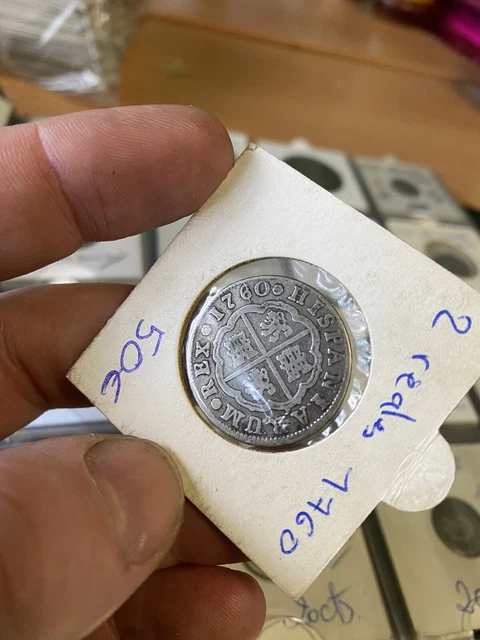 2 reales 1760
50€
1760 HISPANIARUM REX